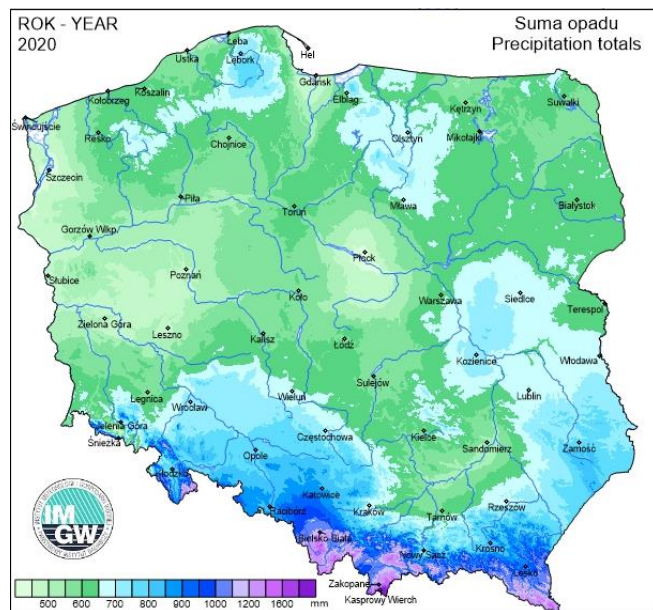 ROK - YEAR
2020
Suma opadu
Precipitation totals
Łeba
Ustka
Lębork
Hel
Gdańsk
Koszalin
Kołobrzeg
Elbląg
Kętrzyn
Suwałki
Świnoujście
Resko
Chojnice
Olsztyn
Mikołajki
Szczecin
Piła
Toruń
Mława
Białystok
Gorzów Wlkp.
Płock
Słubice
Poznań
Koło
Warszawa
Siedlce
Terespol
Zielona Góra
Leszno
Kalisz
Łódź
Kozienice
Włodawa
Sulejów
Legnica
Wrocław
Wieluń
Lublin
Jelenia Góra
Śnieżka
Częstochowa
Kielce
Sandomierz
Zamość
Opole
Kłodzko
Katowice
Racibórz
Kraków
Tarnów
Rzeszów
Bielsko Biała
Nowy Sącz
Krosno
Lesko
Zakopane
Kasprowy Wierch
IM
GW
500 600 700 800 900 1000 1200 1600 mm